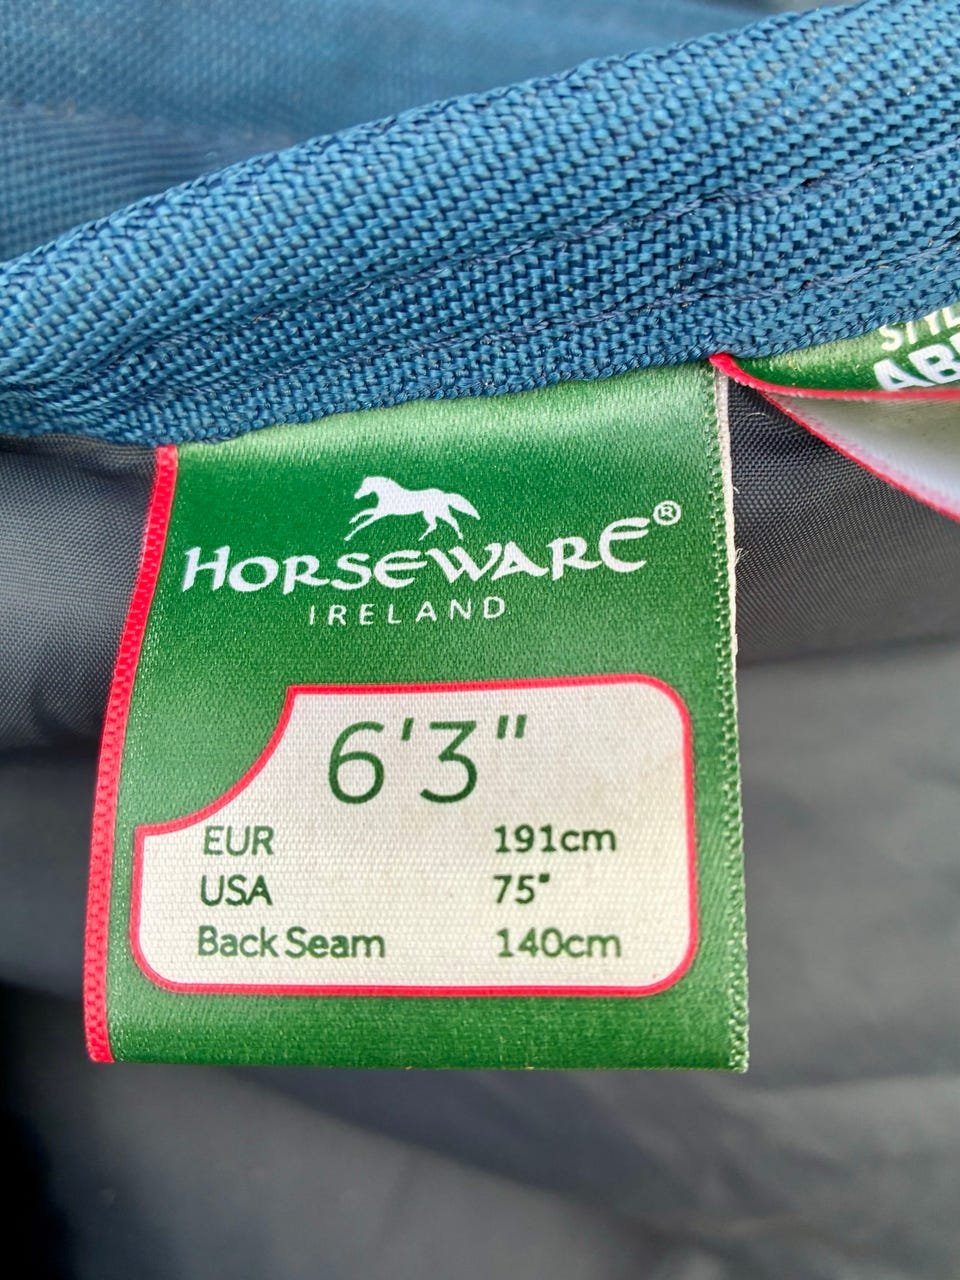 HORSEWARE®
IRELAND
6'3"
EUR 191cm
USA 75"
Back Seam 140cm